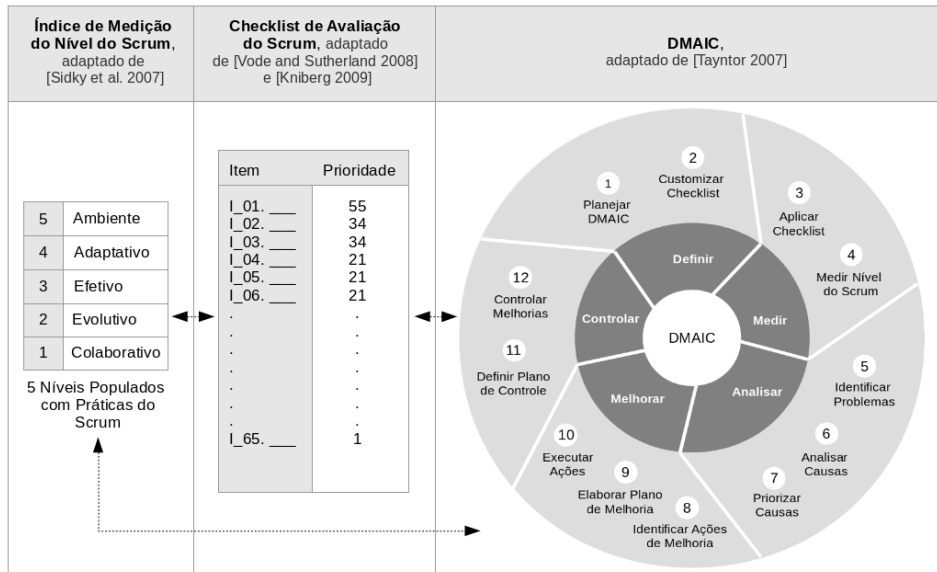 Índice de Medição
do Nível do Scrum,
adaptado de
[Sidky et al. 2007]
Checklist de Avaliação
do Scrum, adaptado
de [Vode and Sutherland 2008]
e [Kniberg 2009]
DMAIC,
adaptado de [Tayntor 2007]
5 Ambiente
4 Adaptativo
3 Efetivo
2 Evolutivo
1 Colaborativo
5 Níveis Populados
com Práticas do
Scrum
Item Prioridade
I_01. ___ 55
I_02. ___ 34
I_03. ___ 34
I_04. ___ 21
I_05. ___ 21
I_06. ___ 21
. .
. .
. .
. .
. .
. .
. .
I_65. ___ 1
DMAIC
Definir
Medir
Analisar
Melhorar
Controlar
1
Planejar
DMAIC
2
Customizar
Checklist
3
Aplicar
Checklist
4
Medir Nível
do Scrum
5
Identificar
Problemas
6
Analisar
Causas
7
Priorizar
Causas
8
Identificar Ações
de Melhoria
9
Elaborar Plano
de Melhoria
10
Executar
Ações
11
Definir Plano
de Controle
12
Controlar
Melhorias